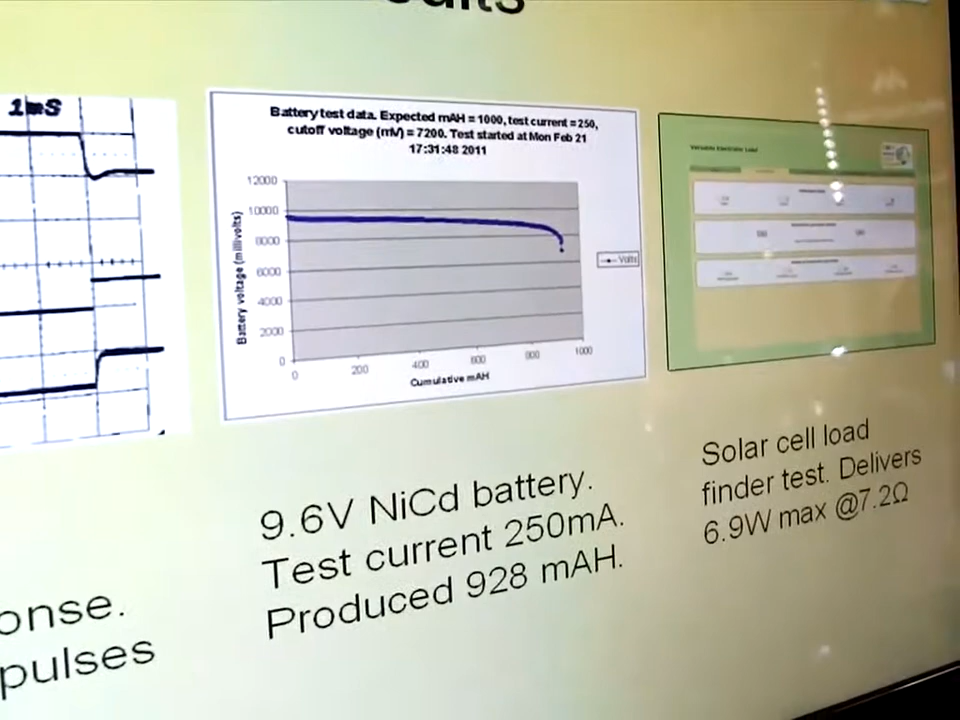 1mS
Battery test data. Expected mAH = 1000, test current = 250,
cutoff voltage (mV) = 7200. Test started at Mon Feb 21
17:31:48 2011
12000
10000
8000
6000
4000
2000
0
Battery voltage (millivolts)
0 200 400 600 800 1000
Cumulative mAH
Volts
Variable Electronic Load
onse.
pulses
9.6V NiCd battery.
Test current 250mA.
Produced 928 mAH.
Solar cell load
finder test. Delivers
6.9W max @7.2Ω